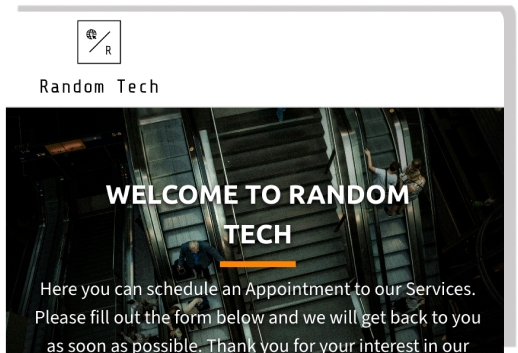 R
Random Tech
WELCOME TO RANDOM
TECH
Here you can schedule an Appointment to our Services.
Please fill out the form below and we will get back to you
as soon as possible. Thank you for your interest in our